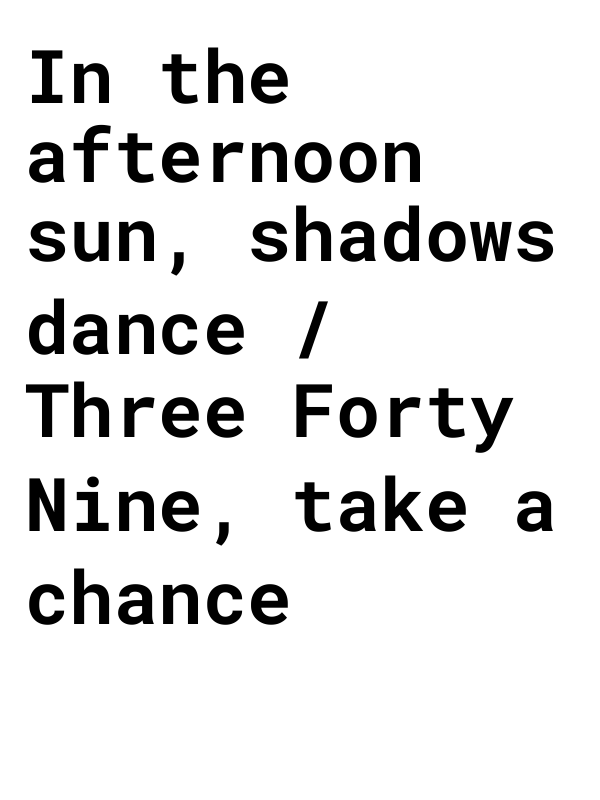 In the
afternoon
sun, shadows
dance /
Three Forty
Nine, take a
chance